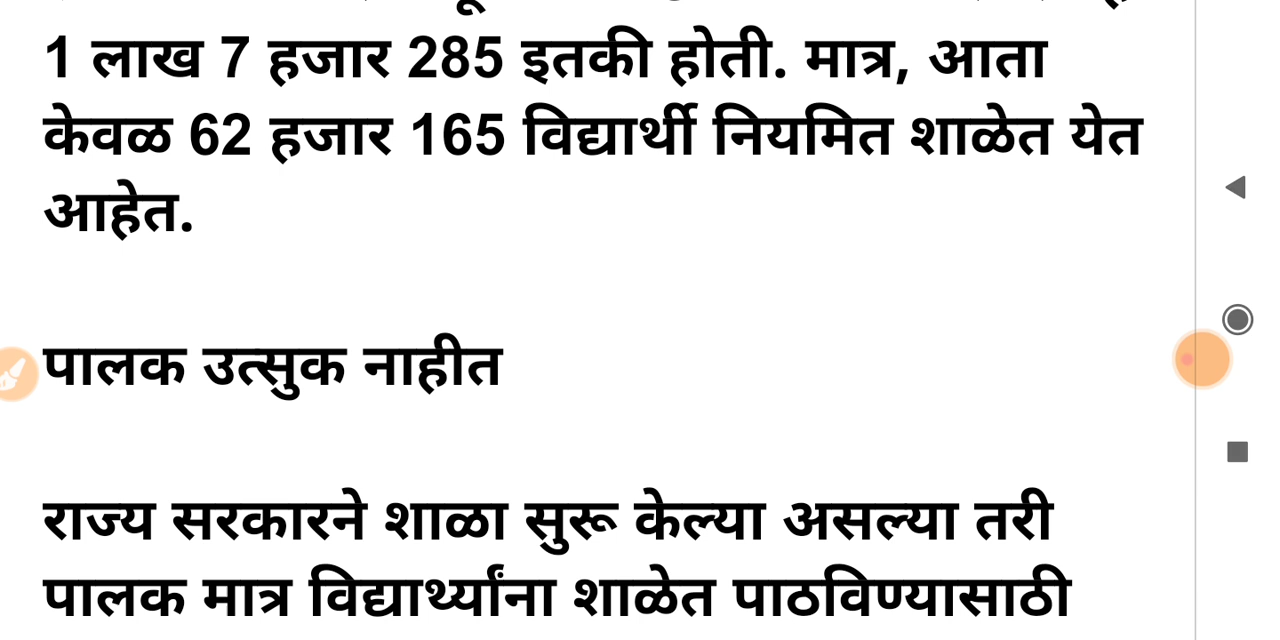 1 लाख 7 हजार 285 इतकी होती. मात्र, आता
केवळ 62 हजार 165 विद्यार्थी नियमित शाळेत येत
आहेत.
पालक उत्सुक नाहीत
राज्य सरकारने शाळा सुरू केल्या असल्या तरी
पालक मात्र विद्यार्थ्यांना शाळेत पाठविण्यासाठी